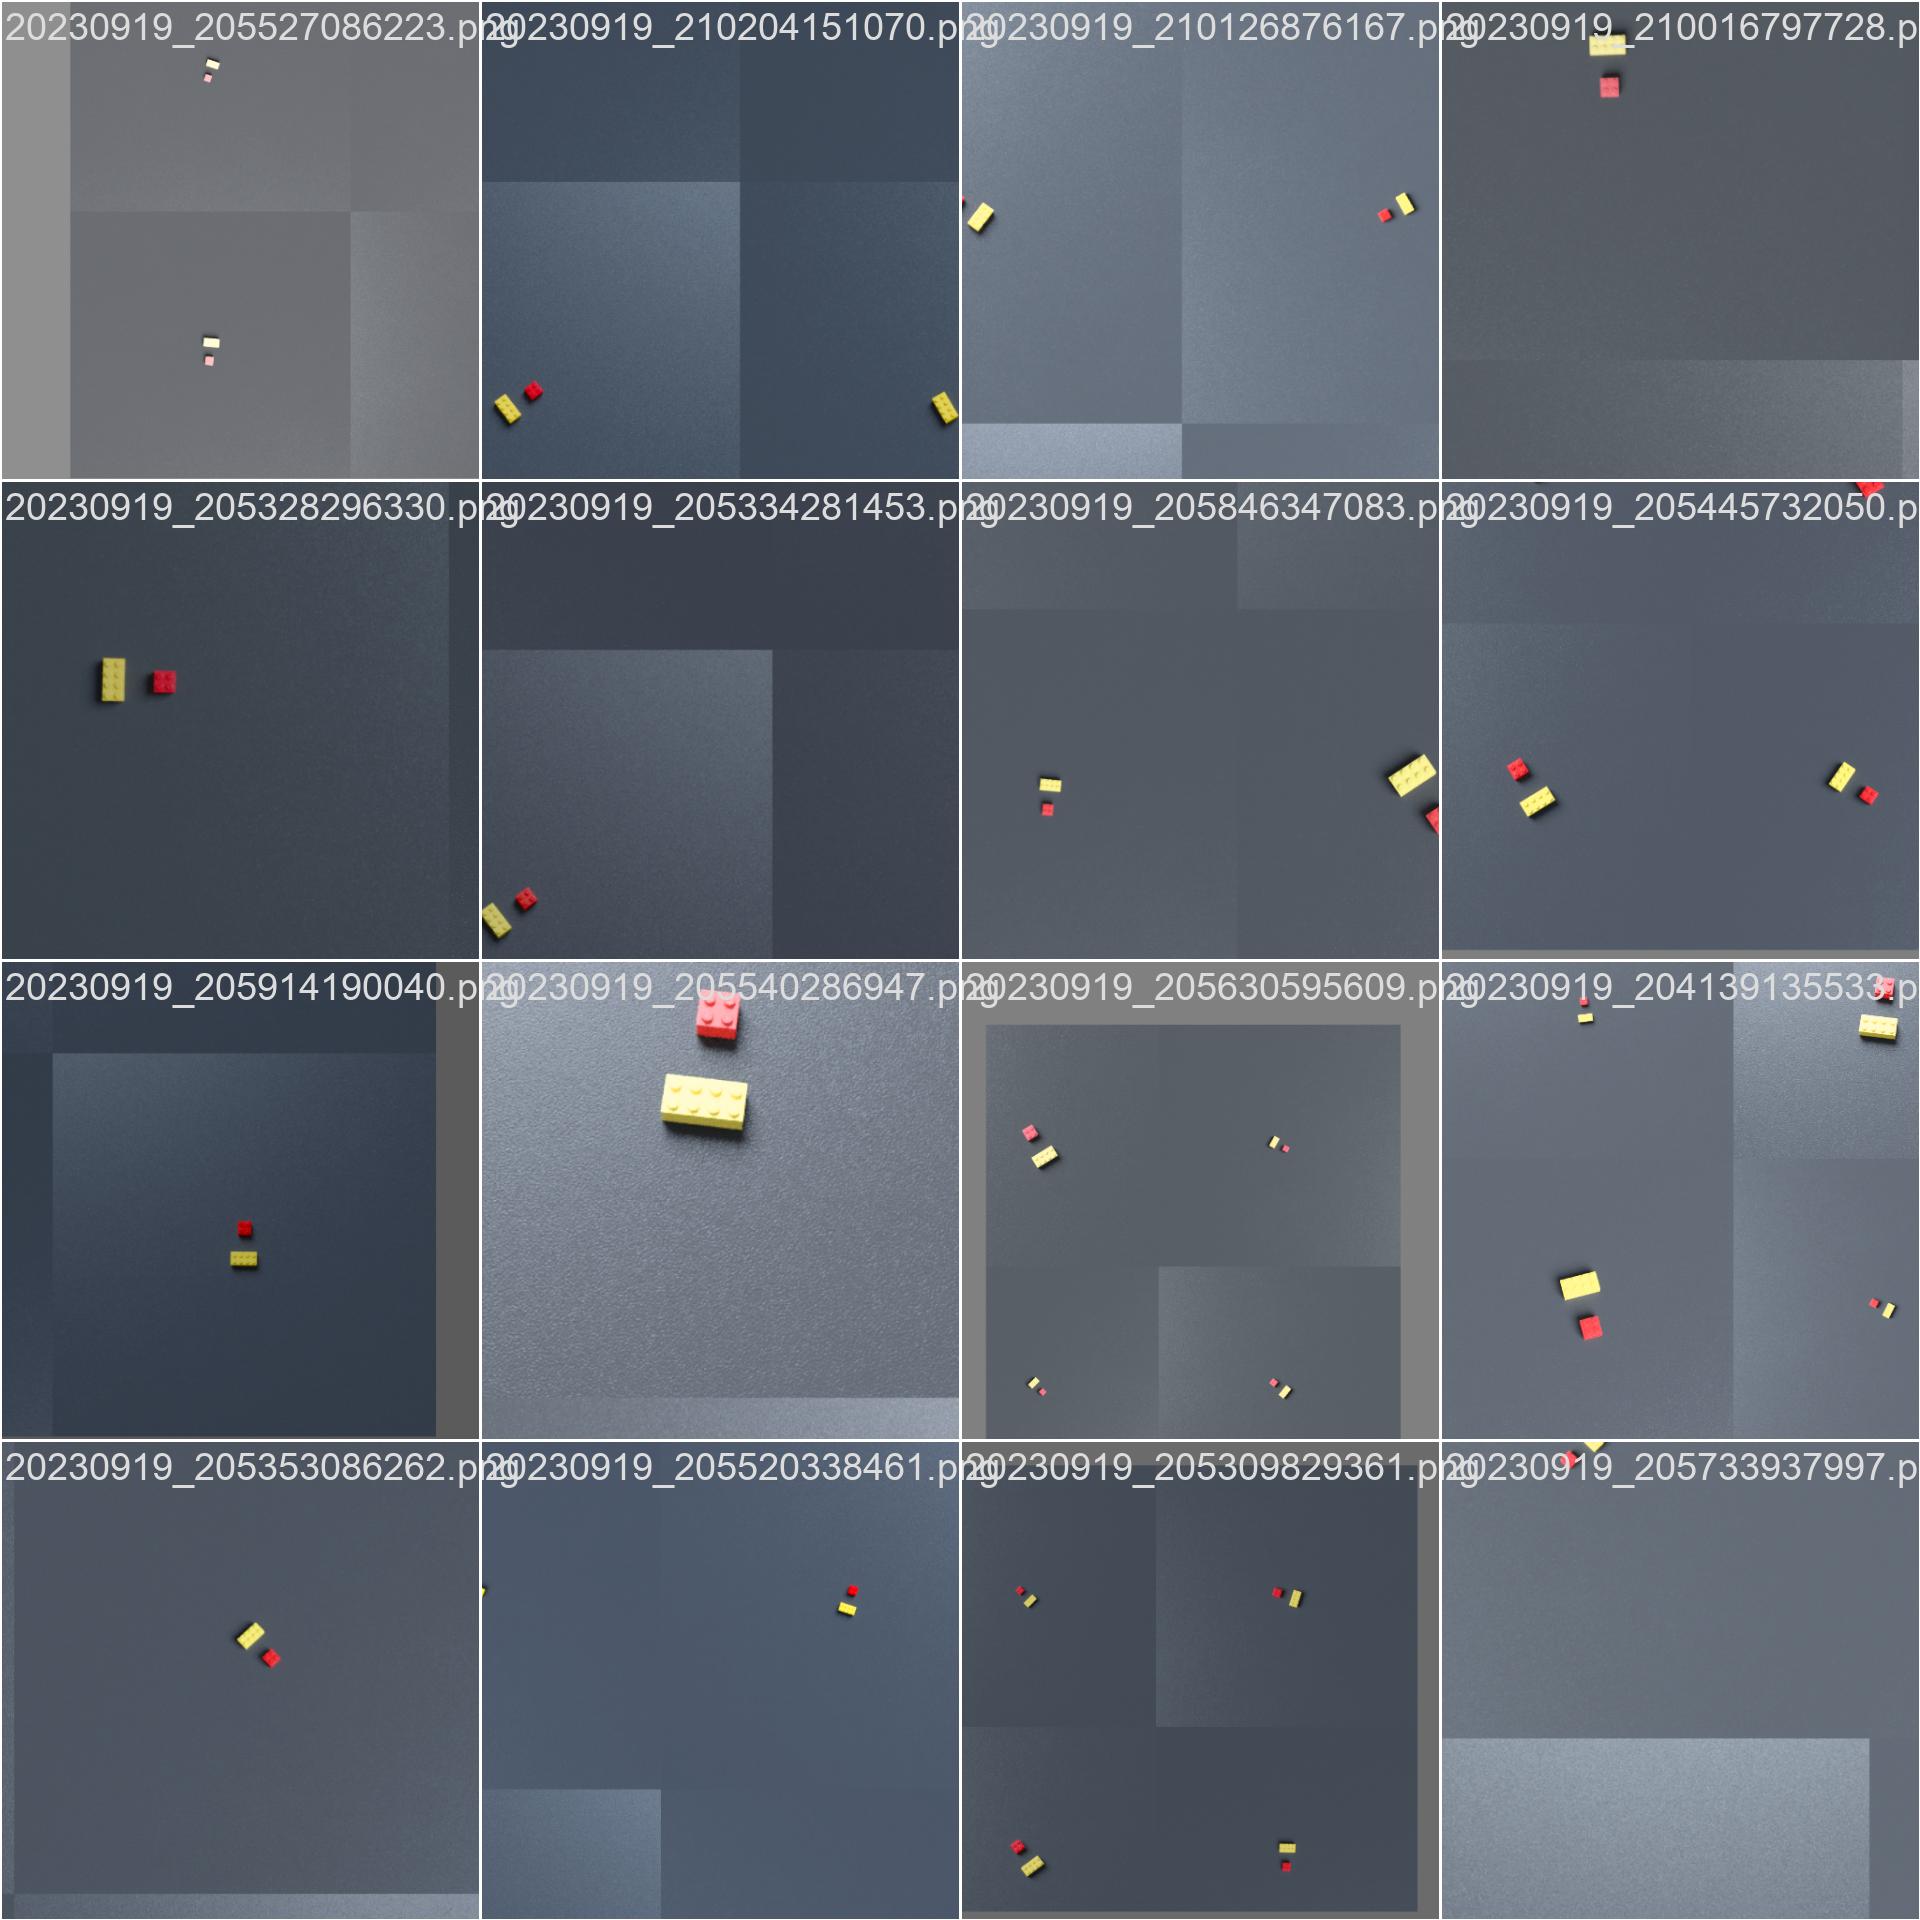 20230919_205527086223.png
20230919_210204151070.png
20230919_210126876167.png
20230919_210016797728.p
20230919_205328296330.png
20230919_205334281453.png
20230919_205846347083.png
20230919_205445732050.p
20230919_205914190040.png
20230919_205540286947.png
20230919_205630595609.png
20230919_204139135533.p
20230919_205353086262.png
20230919_205520338461.png
20230919_205309829361.png
20230919_205733937997.p